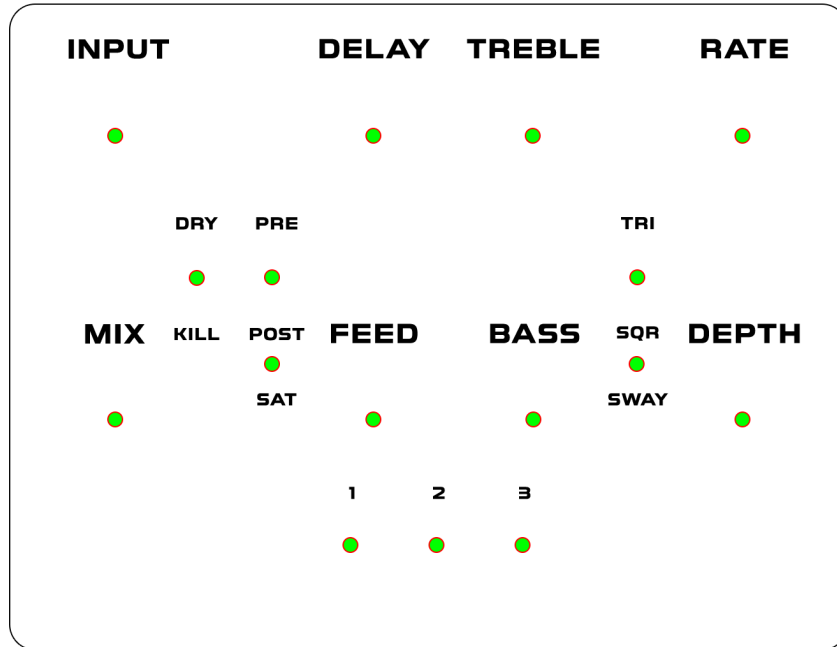 INPUT DELAY TREBLE RATE
DRY PRE TRI
MIX KILL POST FEED BASS SQR DEPTH
SAT SWAY
1 2 3